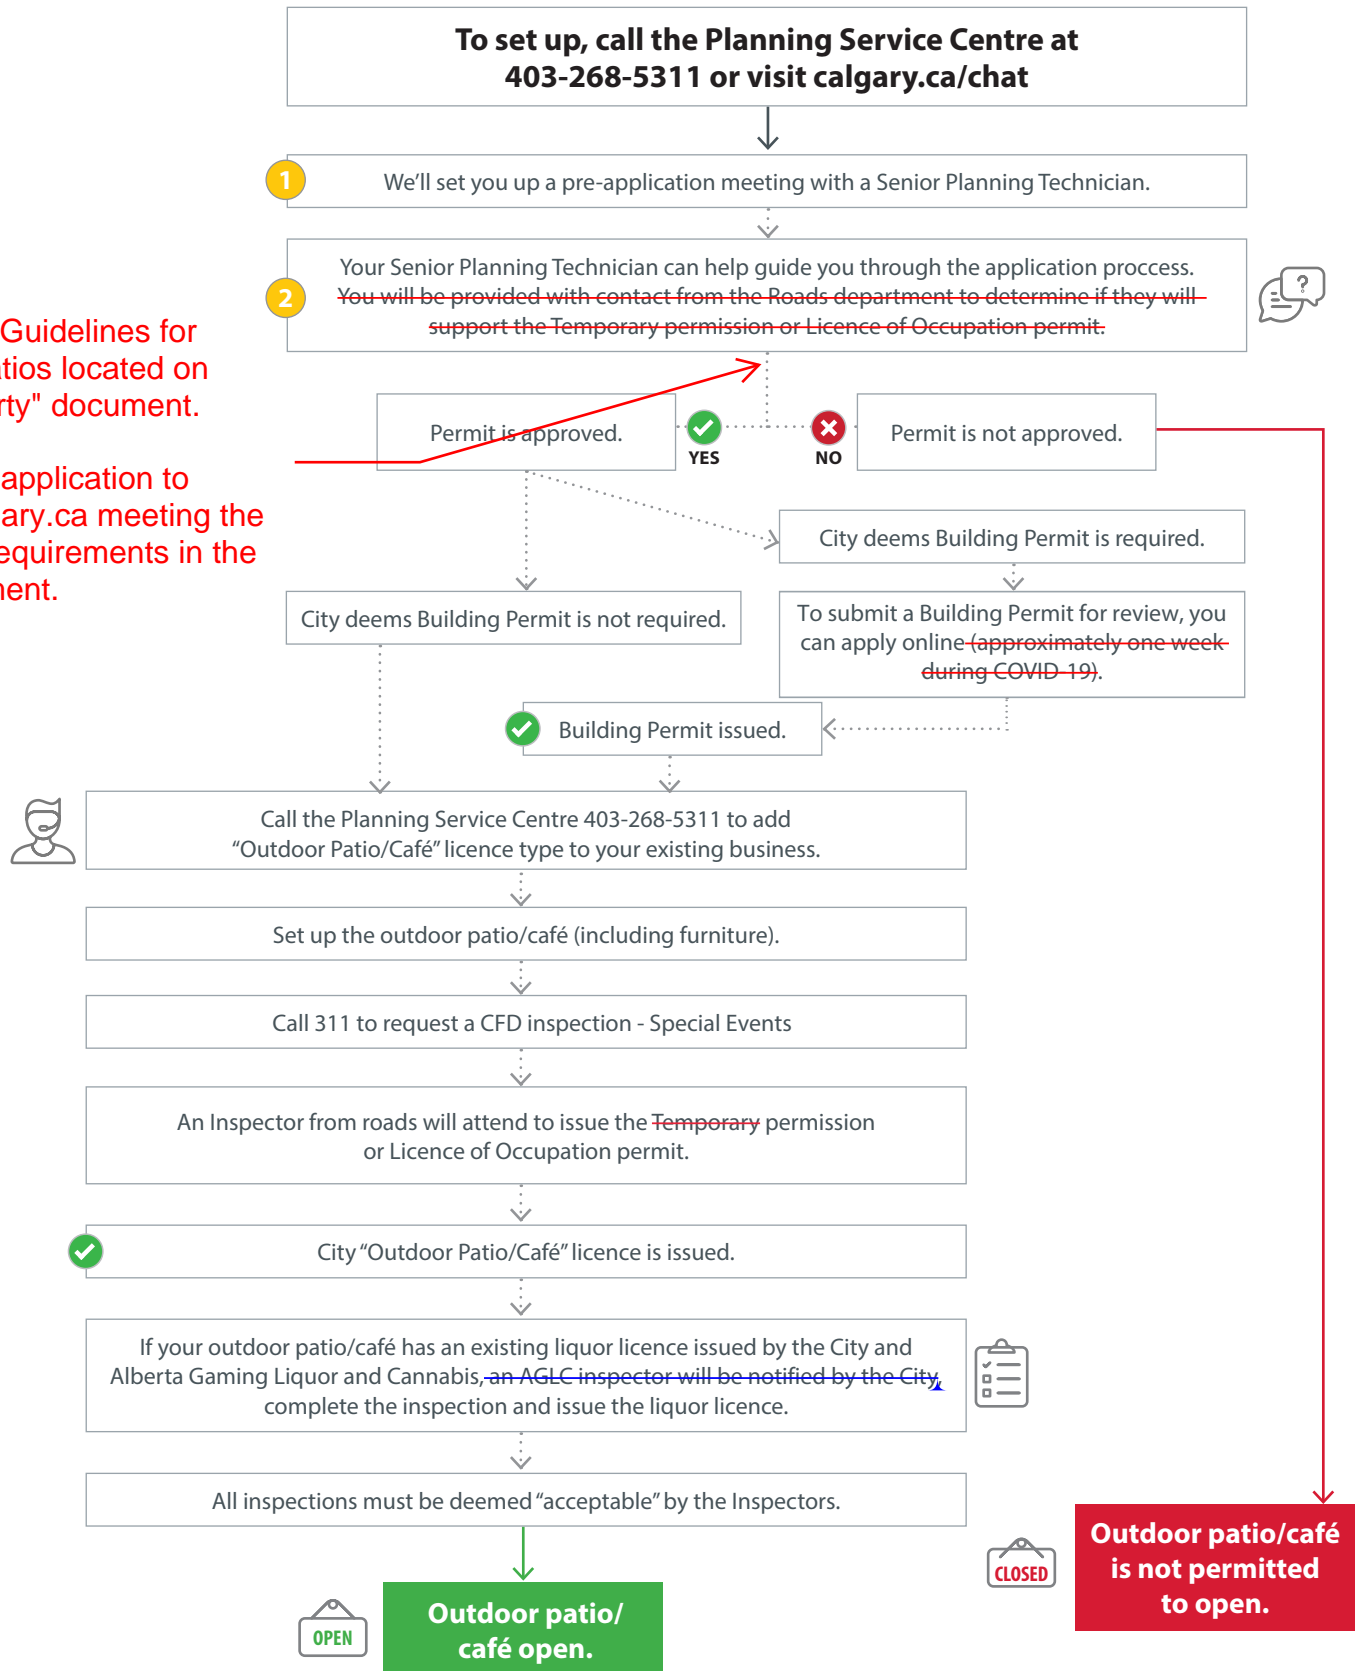 To set up, call the Planning Service Centre at
403-268-5311 or visit calgary.ca/chat
1
We'll set you up a pre-application meeting with a Senior Planning Technician.
2
Your Senior Planning Technician can help guide you through the application proccess.
You will be provided with contact from the Roads department to determine if they will
support the Temporary permission or Licence of Occupation permit.
?
Guidelines for
located on
document.
application to
meeting the
in the
Permit is approved.
YES
NO
Permit is not approved.
City deems Building Permit is required.
City deems Building Permit is not required.
To submit a Building Permit for review, you
can apply online (approximately one week
during COVID-19).
Building Permit issued.
Call the Planning Service Centre 403-268-5311 to add
“Outdoor Patio/Café” licence type to your existing business.
Set up the outdoor patio/café (including furniture).
Call 311 to request a CFD inspection - Special Events
An Inspector from roads will attend to issue the Temporary permission
or Licence of Occupation permit.
City “Outdoor Patio/Café” licence is issued.
If your outdoor patio/café has an existing liquor licence issued by the City and
Alberta Gaming Liquor and Cannabis, an AGLC inspector will be notified by the City,
complete the inspection and issue the liquor licence.
All inspections must be deemed “acceptable” by the Inspectors.
OPEN
Outdoor patio/
café open.
CLOSED
Outdoor patio/café
is not permitted
to open.